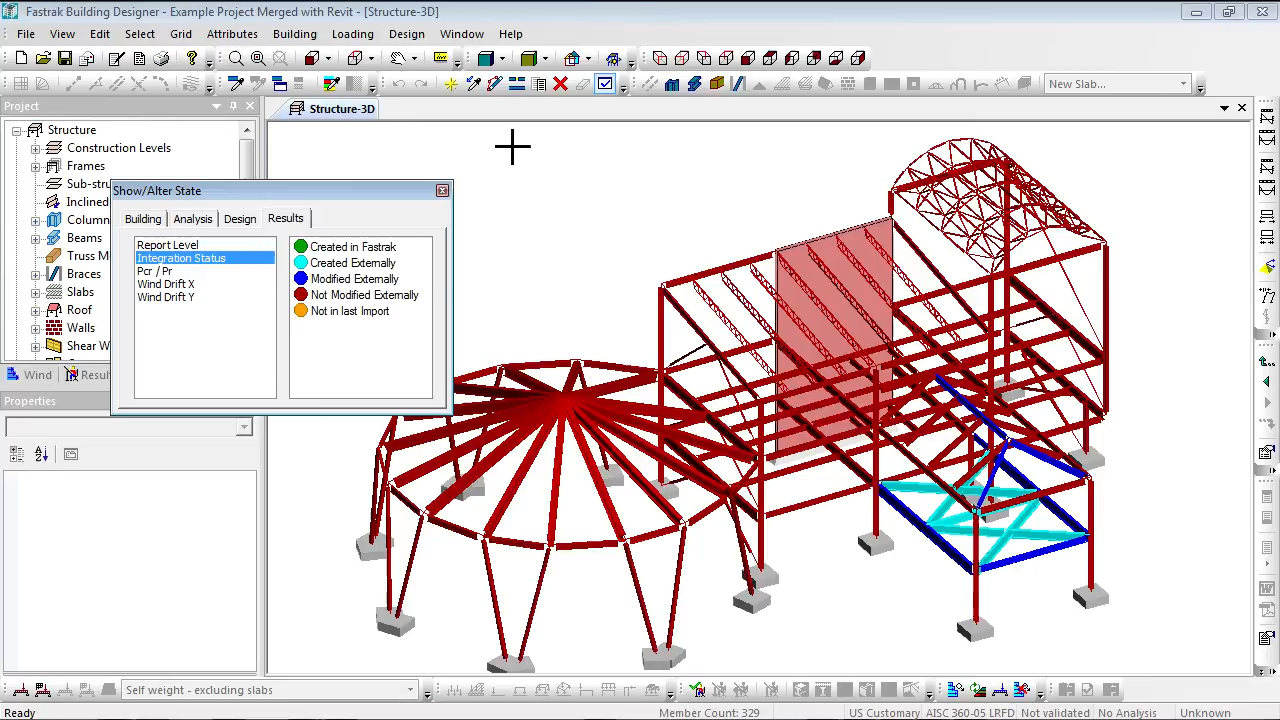 Fastrak Building Designer - Example Project Merged with Revit - [Structure-3D]
File View Edit Select Grid Attributes Building Loading Design Window Help
New Slab...
Project
Structure-3D
Structure
Construction Levels
Frames
Sub-stru
Inclined
Column
Beams
Truss M
Braces
Slabs
Roof
Walls
Shear W
Wind Resul
Show/Alter State
Building Analysis Design Results
Report Level
Integration Status
Pcr / Pr
Wind Drift X
Wind Drift Y
Created in Fastrak
Created Externally
Modified Externally
Not Modified Externally
Not in last Import
Properties
Self weight - excluding slabs
Ready Member Count: 329 US Customary AISC 360-05 LRFD Not validated No Analysis Unknown